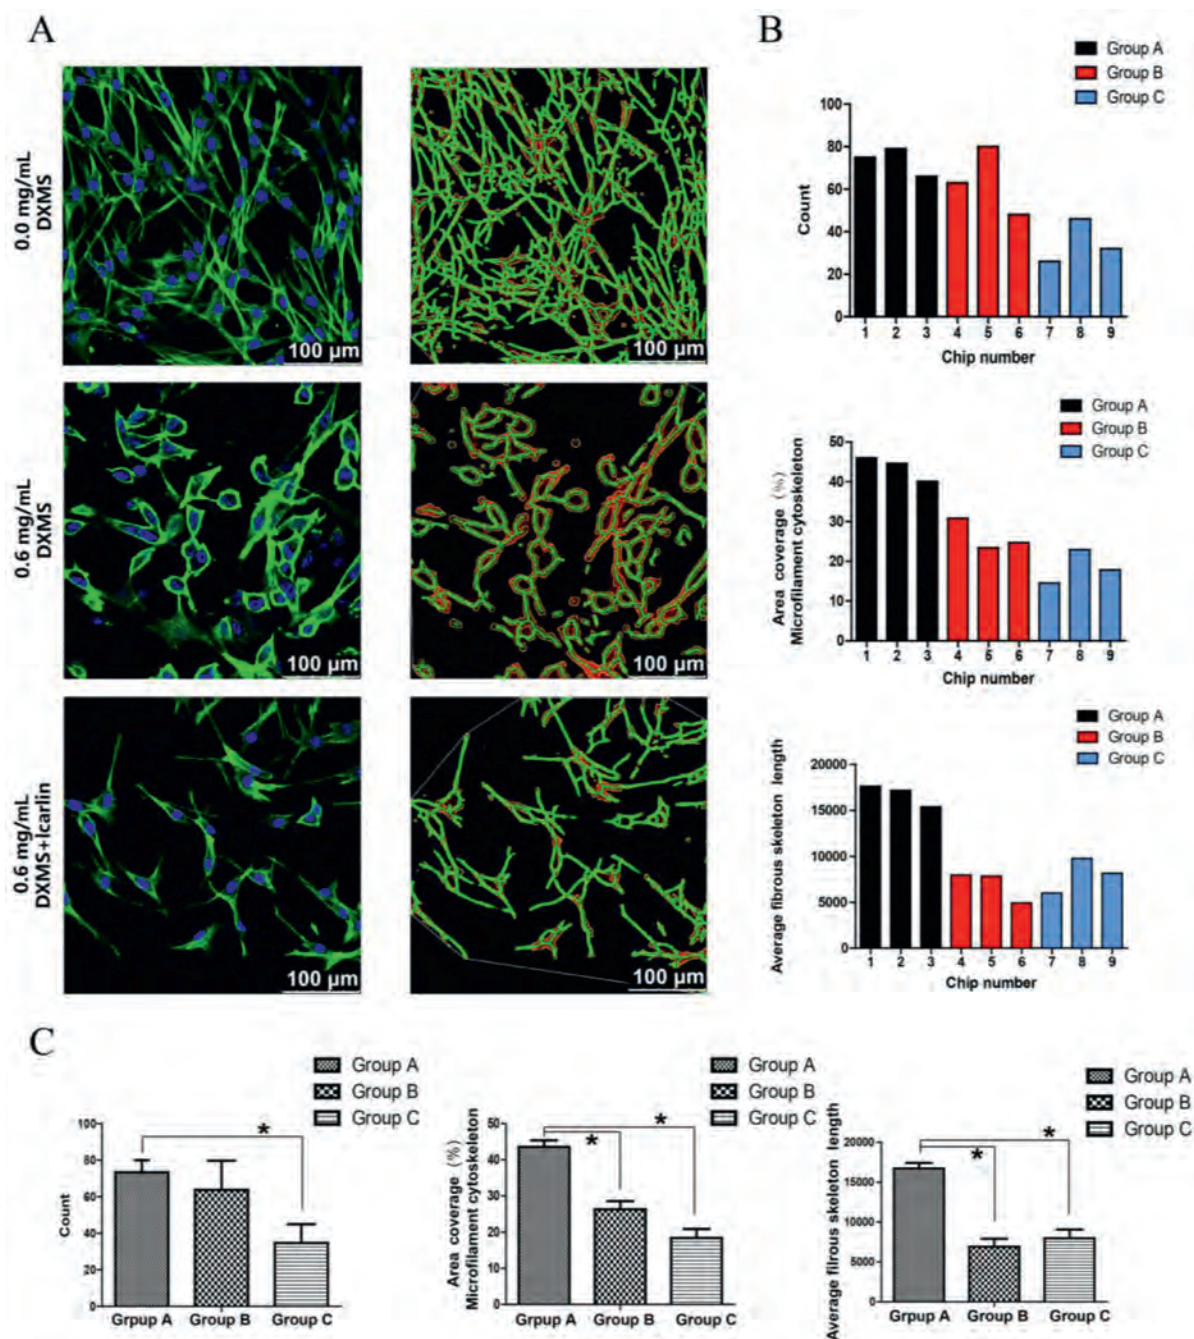 A
0.0 mg/mL
DXMS
100 μm
100 μm
0.6 mg/mL
DXMS
100 μm
100 μm
0.6 mg/mL
DXMS+Icarlin
100 μm
100 μm
B
Group A
Group B
Group C
Count
100
80
60
40
20
0
1 2 3 4 5 6 7 8 9
Chip number
Group A
Group B
Group C
Area coverage (%)
Microfilament cytoskeleton
50
40
30
20
10
0
1 2 3 4 5 6 7 8 9
Chip number
Group A
Group B
Group C
Average fibrous skeleton length
20000
15000
10000
5000
0
1 2 3 4 5 6 7 8 9
Chip number
C
Group A
Group B
Group C
Count
100
80
60
40
20
0
*
Grpup A Group B Group C
Group A
Group B
Group C
Area coverage (%)
Microfilament cytoskeleton
50
40
30
20
10
0
*
*
Grpup A Group B Group C
Group A
Group B
Group C
Average filrous skeleton length
20000
15000
10000
5000
0
*
*
Grpup A Group B Group C